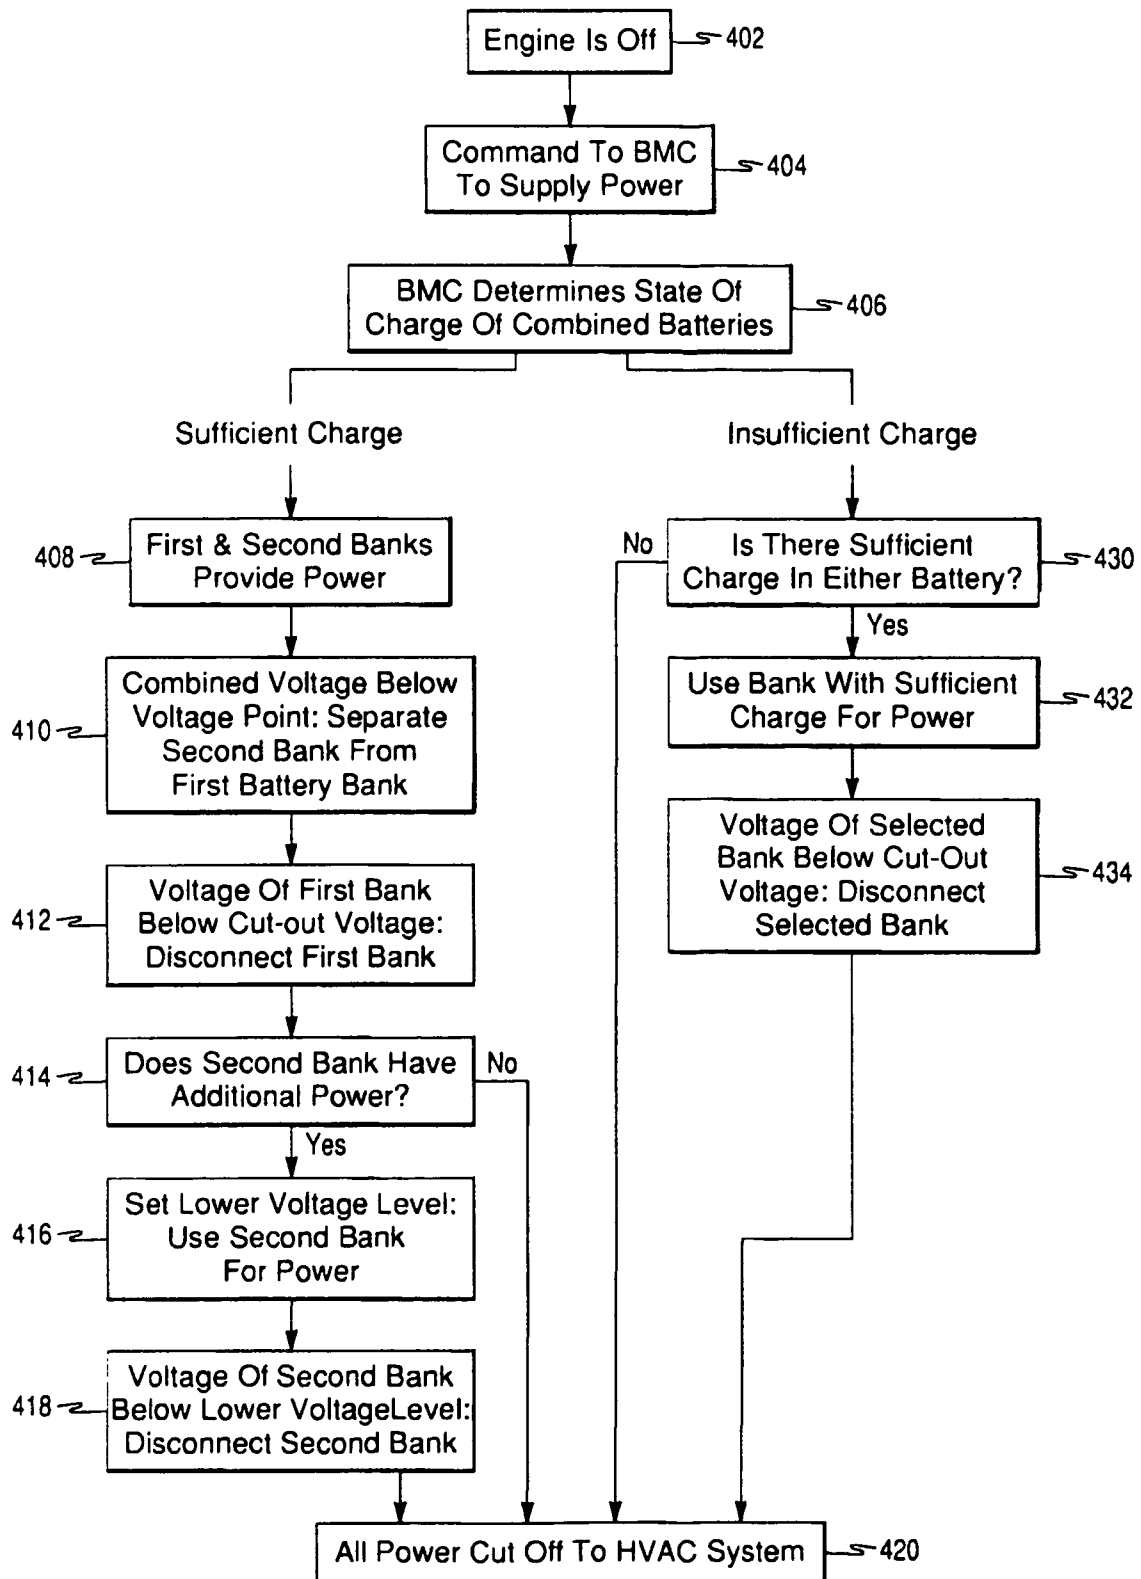 Engine Is Off
402
Command To BMC
To Supply Power
404
BMC Determines State Of
Charge Of Combined Batteries
406
Sufficient Charge
Insufficient Charge
408
First & Second Banks
Provide Power
No
Is There Sufficient
Charge In Either Battery?
430
Yes
410
Combined Voltage Below
Voltage Point: Separate
Second Bank From
First Battery Bank
Use Bank With Sufficient
Charge For Power
432
412
Voltage Of First Bank
Below Cut-out Voltage:
Disconnect First Bank
Voltage Of Selected
Bank Below Cut-Out
Voltage: Disconnect
Selected Bank
434
414
Does Second Bank Have
Additional Power?
No
Yes
416
Set Lower Voltage Level:
Use Second Bank
For Power
418
Voltage Of Second Bank
Below Lower VoltageLevel:
Disconnect Second Bank
All Power Cut Off To HVAC System
420